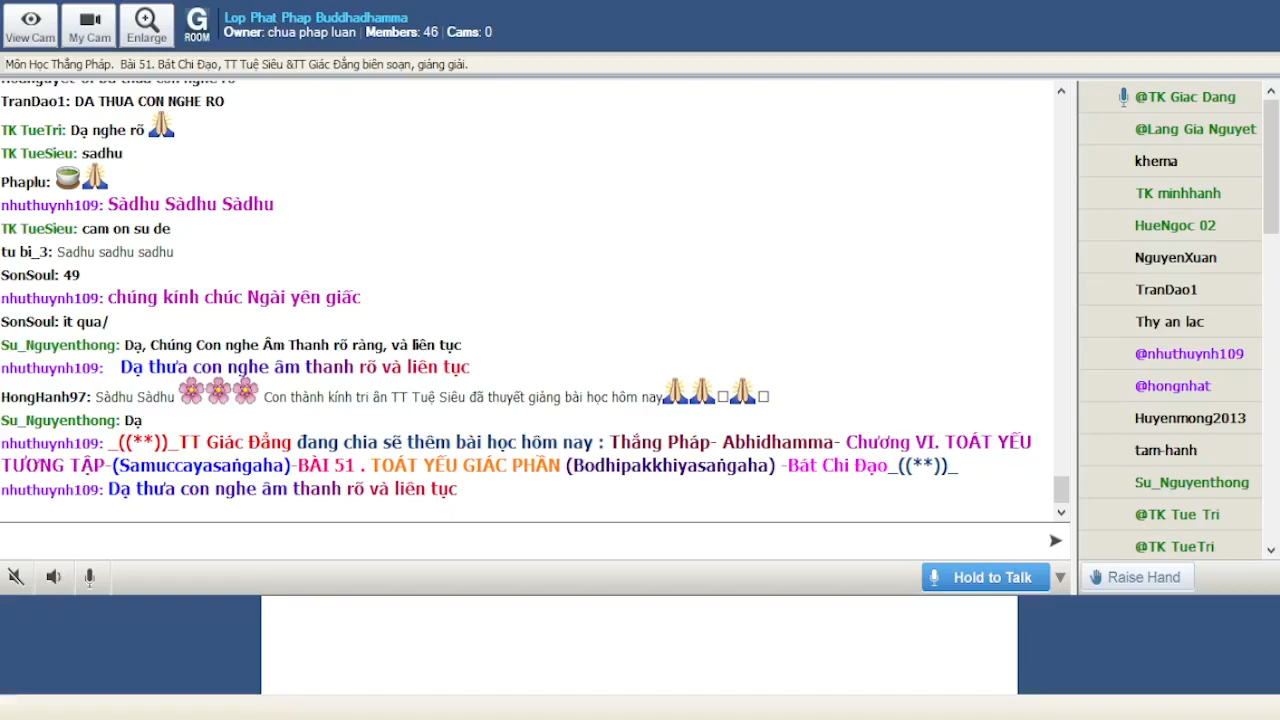 View Cam
My Cam
Enlarge
G
ROOM
Lop Phat Phap Buddhadhamma
Owner: chua phap luan | Members: 46 | Cams: 0
Môn Học Thắng Pháp. Bài 51. Bát Chi Đạo, TT Tuệ Siêu &TT Giác Đẳng biên soạn, giảng giải.
TranDao1: DA THUA CON NGHE RO
TK TueTri: Dạ nghe rõ
TK TueSieu: sadhu
Phaplu:
nhuthuynh109: Sàdhu Sàdhu Sàdhu
TK TueSieu: cam on su de
tu bi_3: Sadhu sadhu sadhu
SonSoul: 49
nhuthuynh109: chúng kính chúc Ngài yên giấc
SonSoul: it qua/
Su_Nguyenthong: Dạ, Chúng Con nghe Âm Thanh rõ ràng, và liên tục
nhuthuynh109: Dạ thưa con nghe âm thanh rõ và liên tục
HongHanh97: Sàdhu Sàdhu Con thành kính tri ân TT Tuệ Siêu đã thuyết giảng bài học hôm nay
Su_Nguyenthong: Dạ
nhuthuynh109: _((**))_TT Giác Đẳng đang chia sẽ thêm bài học hôm nay : Thắng Pháp- Abhidhamma- Chương VI. TOÁT YẾU
TƯƠNG TẬP-(Samuccayasaṅgaha)-BÀI 51 . TOÁT YẾU GIÁC PHẦN (Bodhipakkhiyasaṅgaha) -Bát Chi Đạo_((**))_
nhuthuynh109: Dạ thưa con nghe âm thanh rõ và liên tục
Hold to Talk
@TK Giac Dang
@Lang Gia Nguyet
khema
TK minhhanh
HueNgoc 02
NguyenXuan
TranDao1
Thy an lac
@nhuthuynh109
@hongnhat
Huyenmong2013
tam-hanh
Su_Nguyenthong
@TK Tue Tri
@TK TueTri
Raise Hand